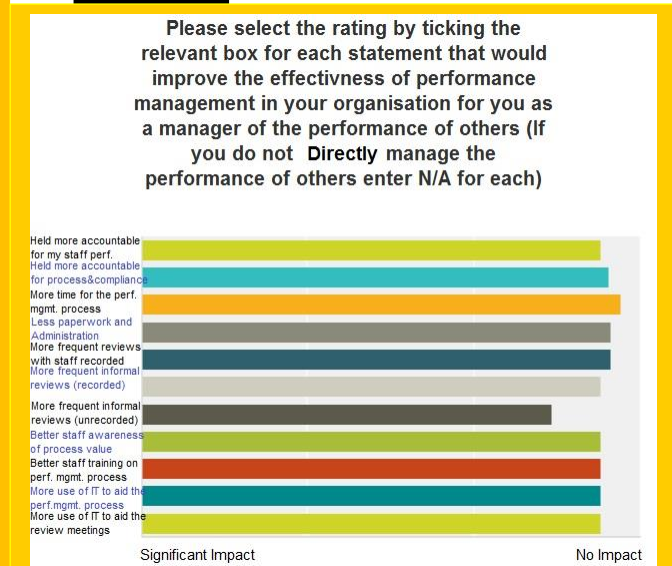 Please select the rating by ticking the
relevant box for each statement that would
improve the effectivness of performance
management in your organisation for you as
a manager of the performance of others (If
you do not Directly manage the
performance of others enter N/A for each)
Held more accountable
for my staff perf.
Held more accountable
for process&compliance
More time for the perf.
mgmt. process
Less paperwork and
Administration
More frequent reviews
with staff recorded
More frequent informal
reviews (recorded)
More frequent informal
reviews (unrecorded)
Better staff awareness
of process value
Better staff training on
perf. mgmt. process
More use of IT to aid the
perf.mgmt. process
More use of IT to aid the
review meetings
Significant Impact No Impact